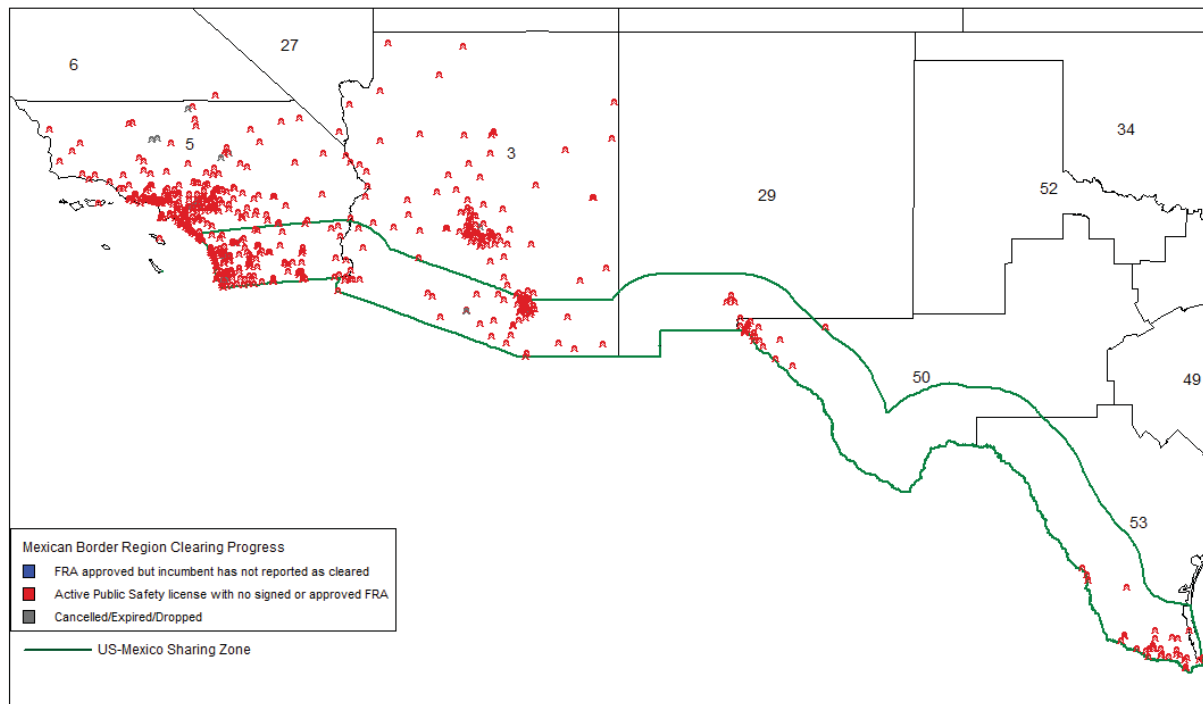 27
6
34
5
3
52
29
50
49
53
Mexican Border Region Clearing Progress
FRA approved but incumbent has not reported as cleared
Active Public Safety license with no signed or approved FRA
Cancelled/Expired/Dropped
US-Mexico Sharing Zone